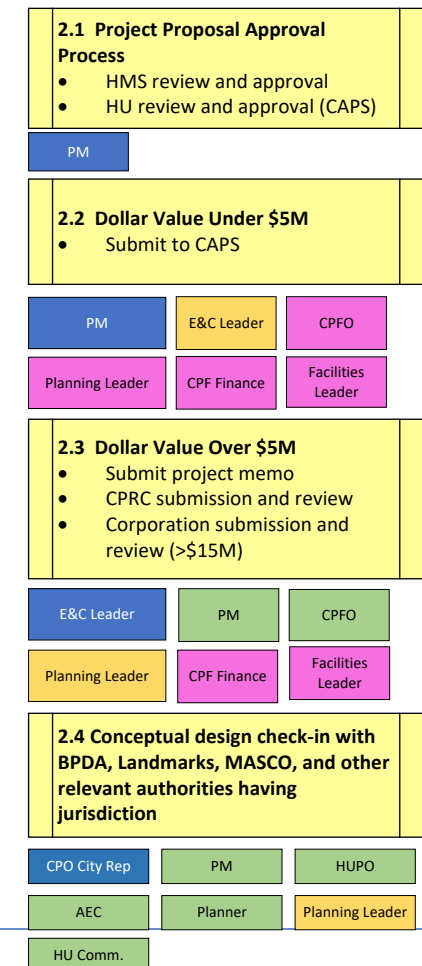 2.1 Project Proposal Approval
Process
• HMS review and approval
• HU review and approval (CAPS)
PM
2.2 Dollar Value Under $5M
• Submit to CAPS
PM
E&C Leader
CPFO
Planning Leader
CPF Finance
Facilities
Leader
2.3 Dollar Value Over $5M
• Submit project memo
• CPRC submission and review
• Corporation submission and
review (>$15M)
E&C Leader
PM
CPFO
Planning Leader
CPF Finance
Facilities
Leader
2.4 Conceptual design check-in with
BPDA, Landmarks, MASCO, and other
relevant authorities having
jurisdiction
CPO City Rep
PM
HUPO
AEC
Planner
Planning Leader
HU Comm.